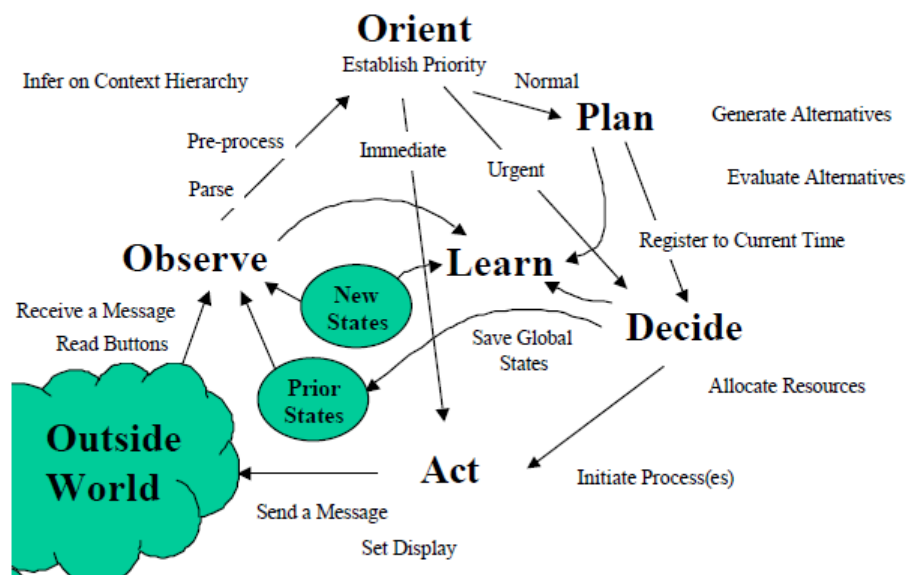 Orient
Establish Priority
Infer on Context Hierarchy
Normal
Plan
Generate Alternatives
Pre-process
Immediate
Urgent
Evaluate Alternatives
Parse
Register to Current Time
Observe
Learn
New
States
Receive a Message
Read Buttons
Decide
Save Global
States
Prior
States
Allocate Resources
Outside
World
Act
Initiate Process(es)
Send a Message
Set Display